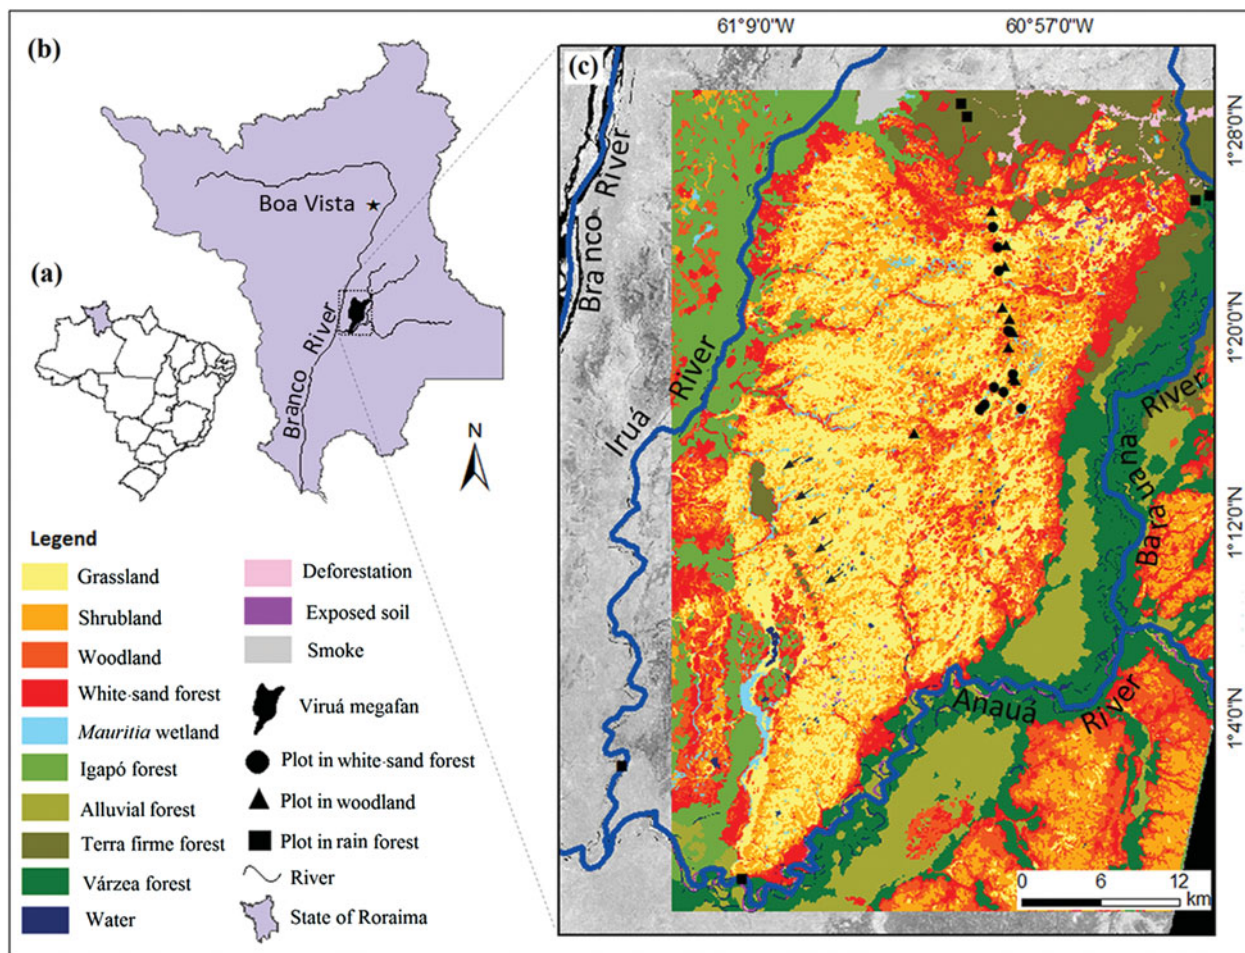 61°9'0"W
60°57'0"W
(b)
(c)
Branco River
1°28'0"N
Boa Vista
(a)
Branco River
Iruá River
1°20'0"N
N
Barauana River
1°12'0"N
Legend
Grassland
Shrubland
Woodland
White-sand forest
Mauritia wetland
Igapó forest
Alluvial forest
Terra firme forest
Várzea forest
Water
Deforestation
Exposed soil
Smoke
Viruá megafan
Plot in white-sand forest
Plot in woodland
Plot in rain forest
River
State of Roraima
Anauá River
1°4'0"N
0 6 12
km